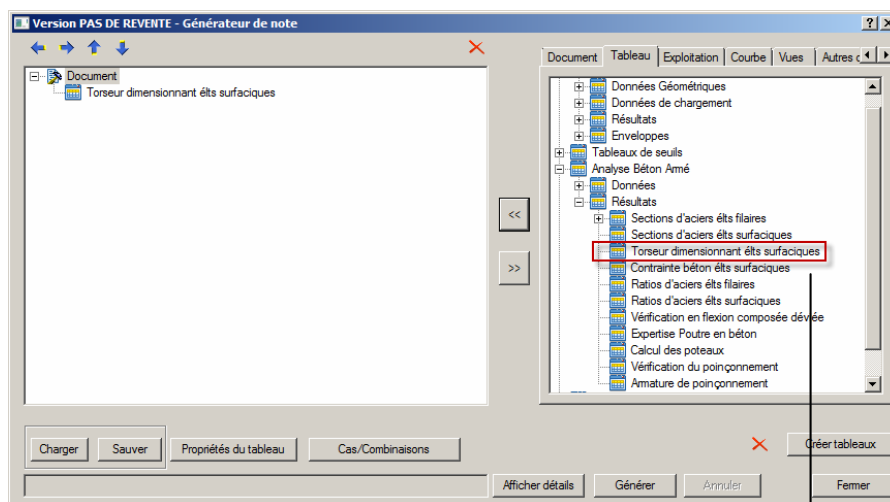 Version PAS DE REVENTE - Générateur de note
Document
Torseur dimensionnant élts surfaciques
Document Tableau Exploitation Courbe Vues Autres
Données Géométriques
Données de chargement
Résultats
Enveloppes
Tableaux de seuils
Analyse Béton Armé
Données
Résultats
Sections d'aciers élts filaires
Sections d'aciers élts surfaciques
Torseur dimensionnant élts surfaciques
Contrainte béton élts surfaciques
Ratios d'aciers élts filaires
Ratios d'aciers élts surfaciques
Vérification en flexion composée déviée
Expertise Poutre en béton
Calcul des poteaux
Vérification du poinçonnement
Armature de poinçonnement
<<
>>
Charger Sauver Propriétés du tableau Cas/Combinaisons Créer tableaux
Afficher détails Générer Annuler Fermer